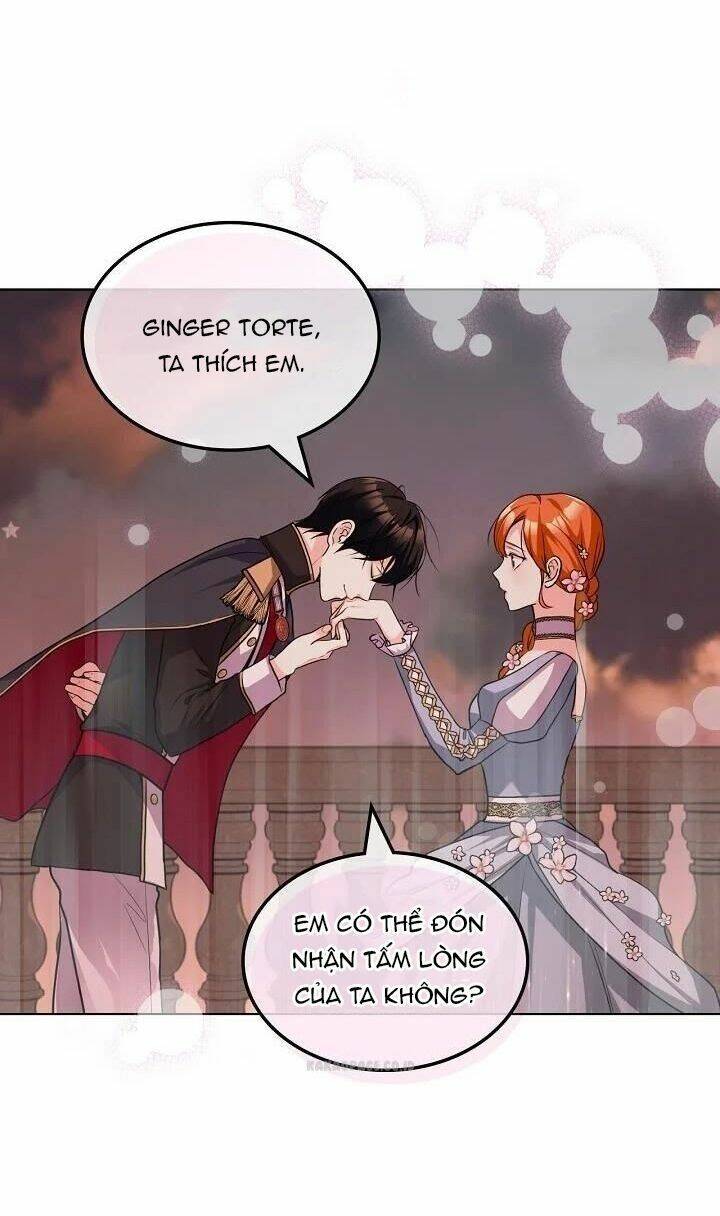 GINGER TORTE,
TA THÍCH EM.
EM CÓ THỂ ĐÓN
NHẬN TẤM LÒNG
CỦA TA KHÔNG?